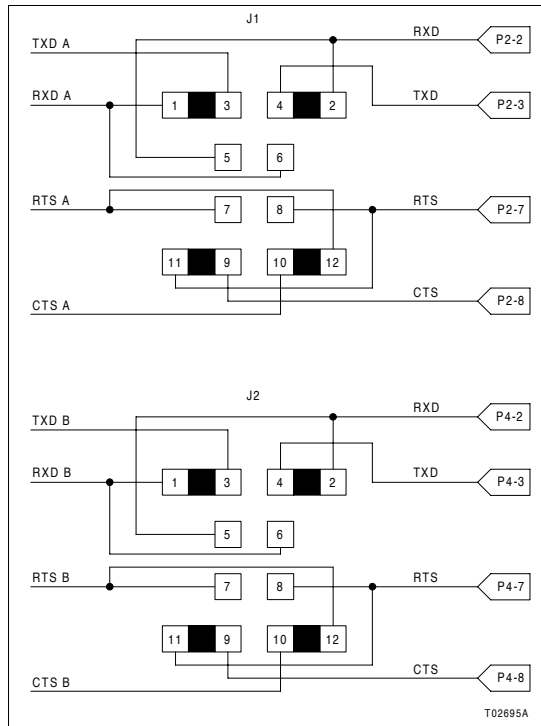 J1
RXD P2-2
TXD A
RXD A 1 3 4 2 TXD P2-3
5 6
RTS A 7 8 RTS P2-7
11 9 10 12
CTS P2-8
CTS A
J2
RXD P4-2
TXD B
RXD B 1 3 4 2 TXD P4-3
5 6
RTS B 7 8 RTS P4-7
11 9 10 12
CTS P4-8
CTS B
T02695A